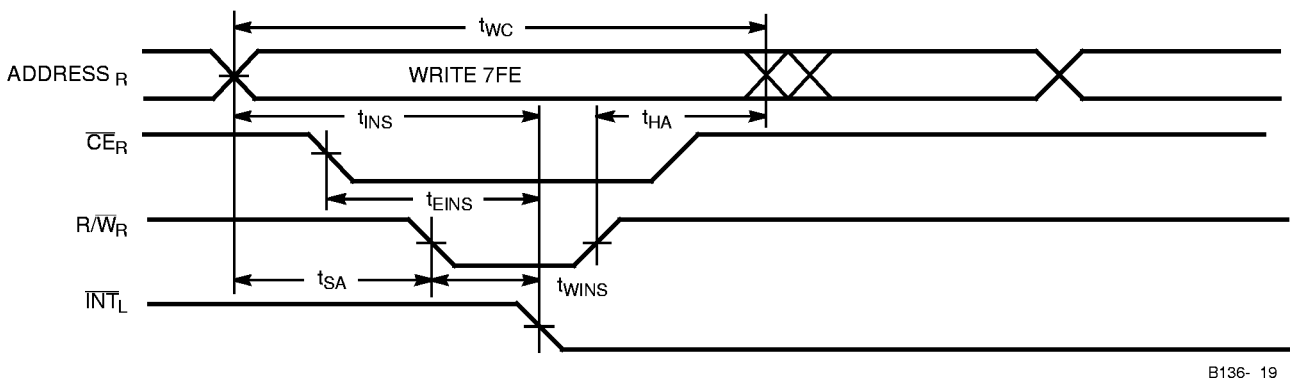 tWC
ADDRESS R
WRITE 7FE
tINS
tHA
CER
tEINS
R/WR
tSA
tWINS
INTL
B136- 19